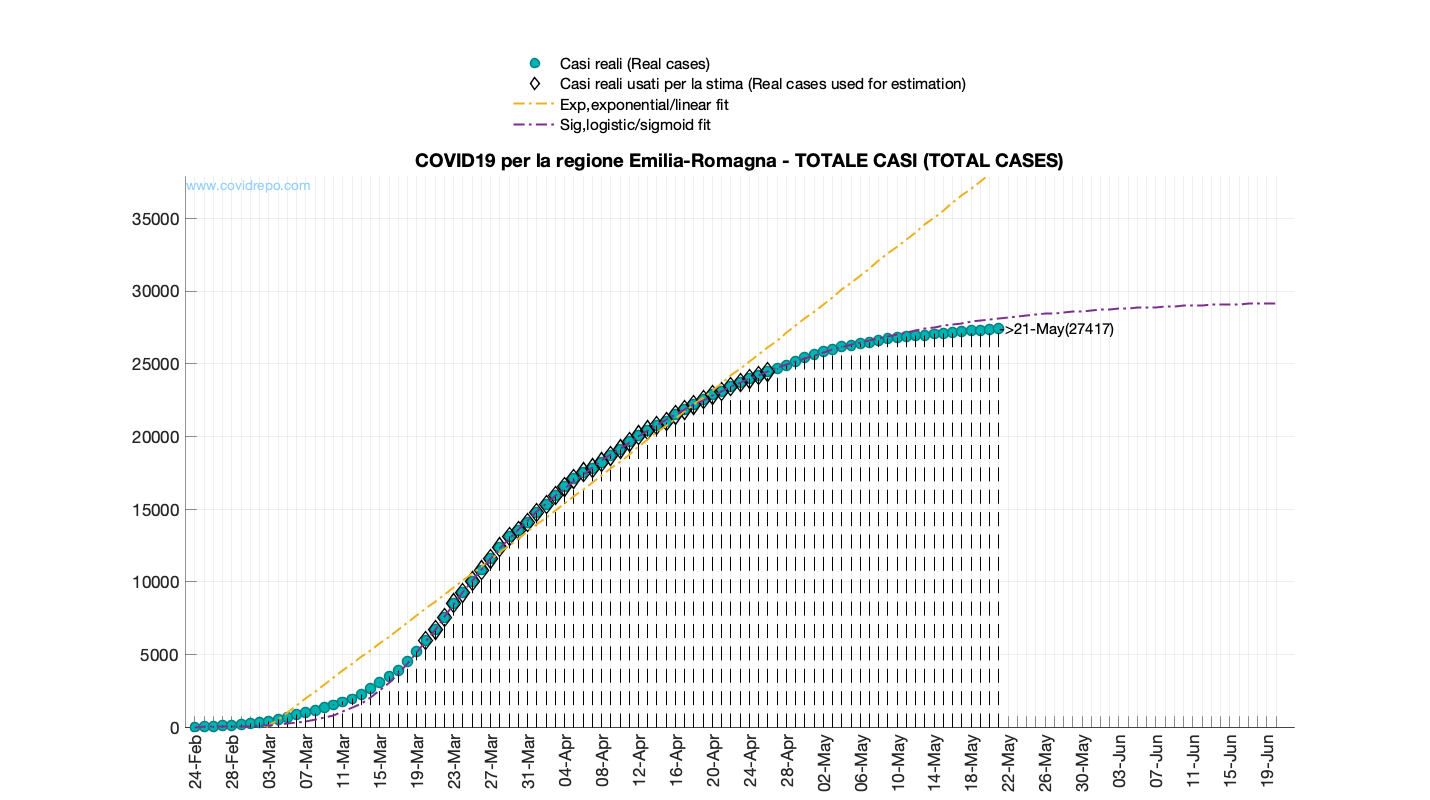 Casi reali (Real cases)
Casi reali usati per la stima (Real cases used for estimation)
Exp,exponential/linear fit
Sig,logistic/sigmoid fit
COVID19 per la regione Emilia-Romagna - TOTALE CASI (TOTAL CASES)
www.covidrepo.com
35000
30000
25000
20000
15000
10000
5000
0
->21-May(27417)
24-Feb
28-Feb
03-Mar
07-Mar
11-Mar
15-Mar
19-Mar
23-Mar
27-Mar
31-Mar
04-Apr
08-Apr
12-Apr
16-Apr
20-Apr
24-Apr
28-Apr
02-May
06-May
10-May
14-May
18-May
22-May
26-May
30-May
03-Jun
07-Jun
11-Jun
15-Jun
19-Jun